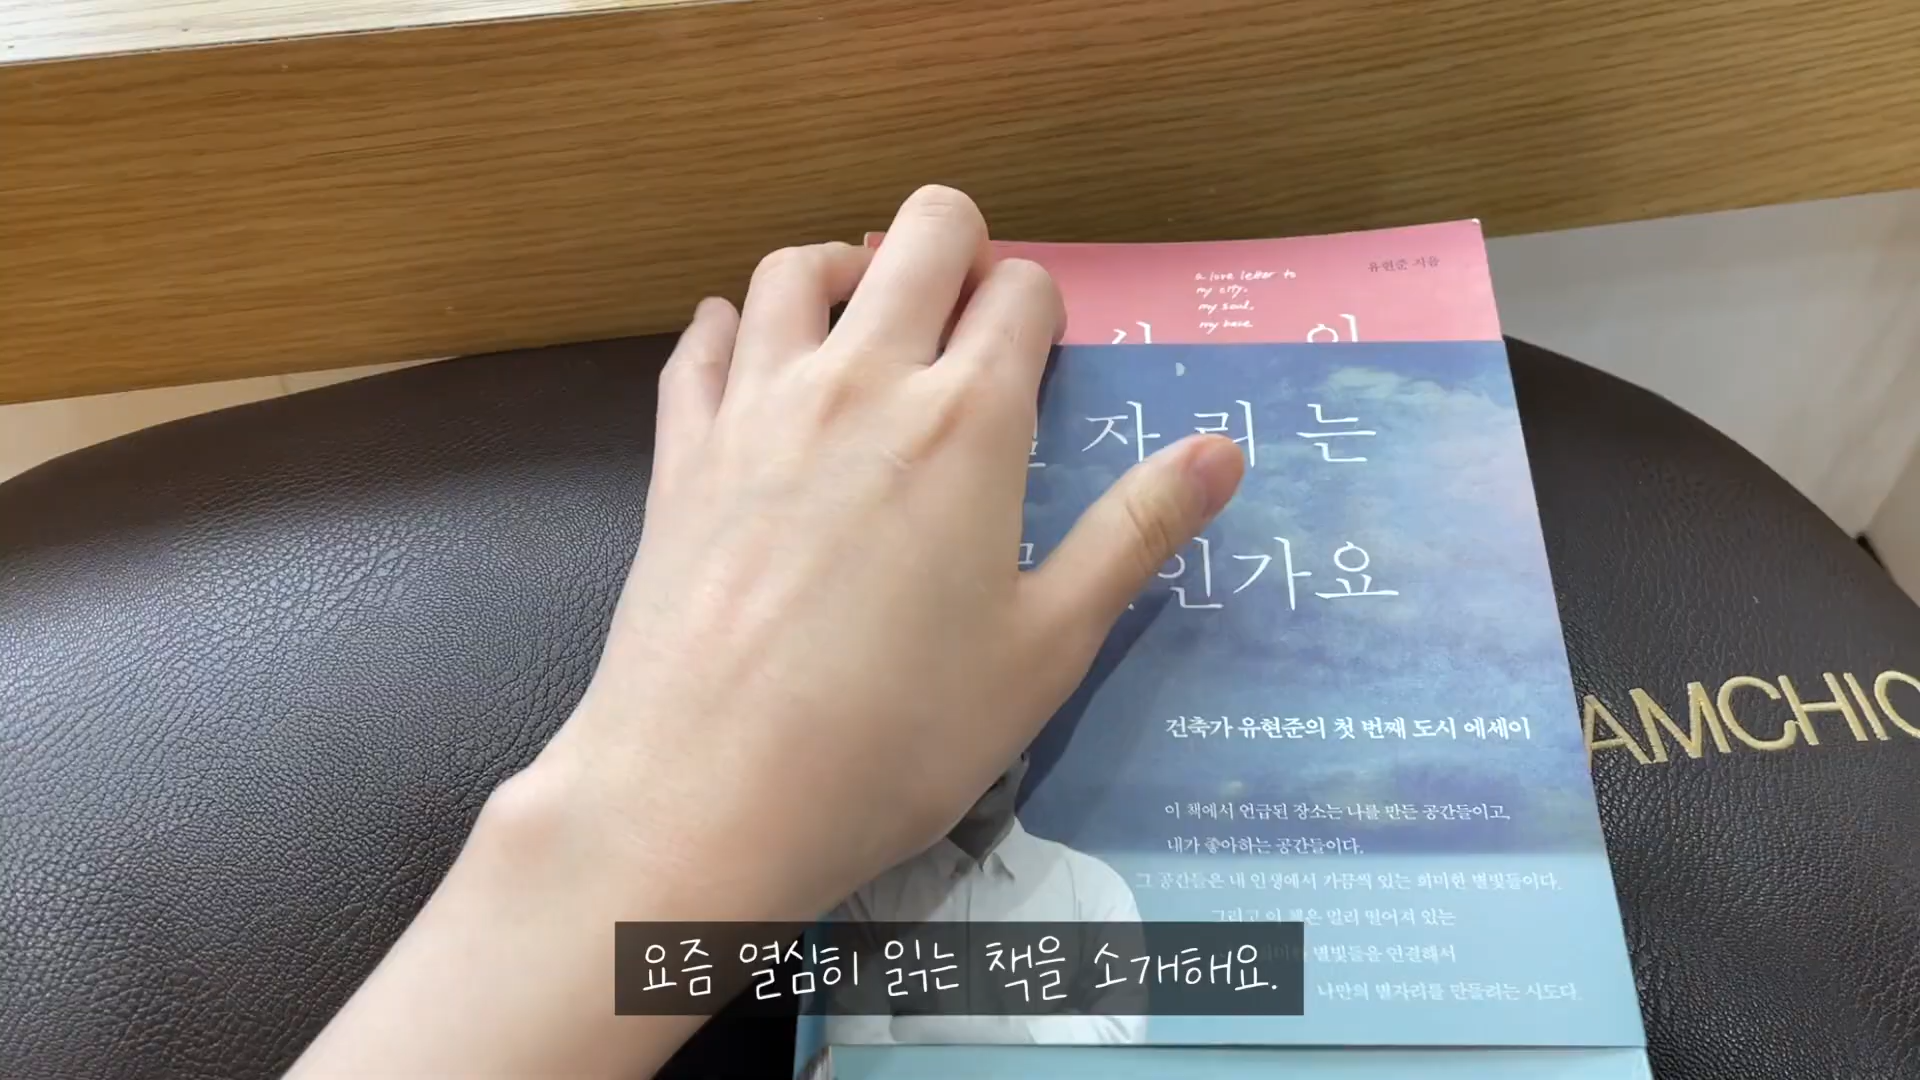 a love letter to
my city,
my soul,
my base
유현준 지음
자리는
인가요
건축가 유현준의 첫 번째 도시 에세이
이 책에서 언급된 장소는 나를 만든 공간들이고,
내가 좋아하는 공간들이다.
그 공간들은 내 인생에서 가끔씩 있는 희미한 별빛들이다.
그리고 이 책은 멀리 떨어져 있는
별빛들을 연결해서
나만의 별자리를 만들려는 시도다.
AMCHIC
요즘 열심히 읽는 책을 소개해요.